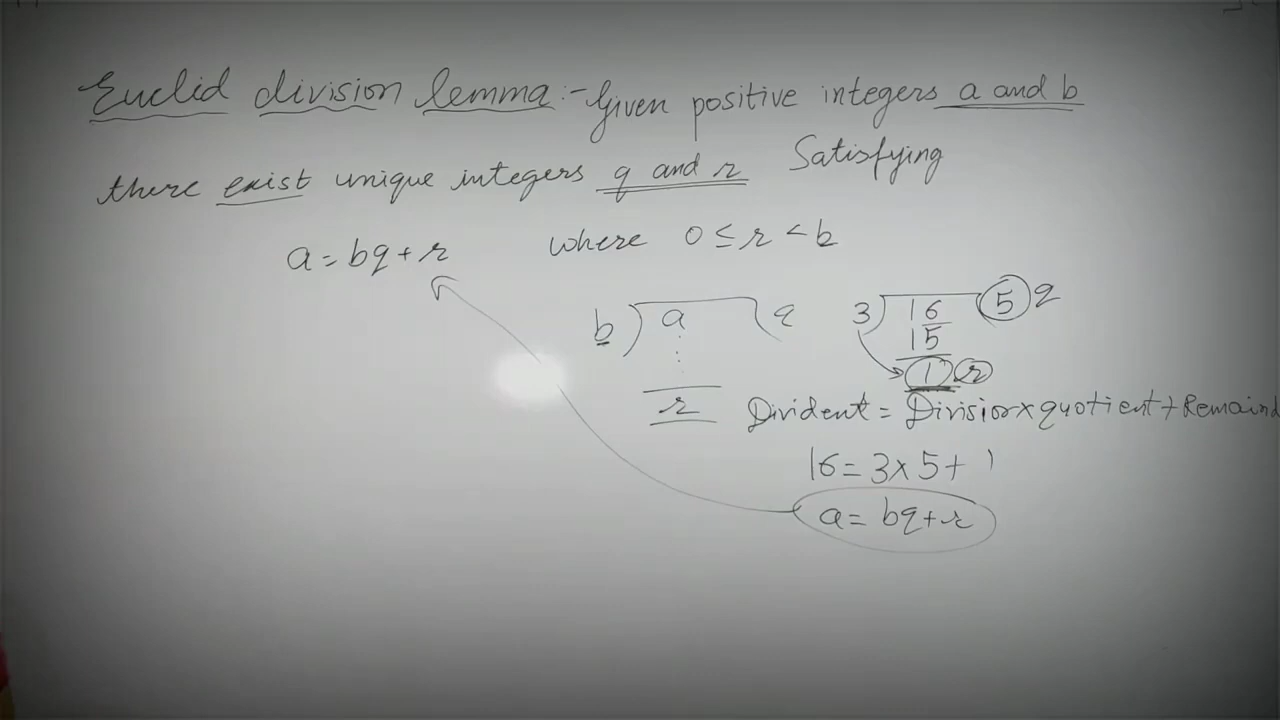 Euclid division lemma :- Given positive integers a and b
there exist unique integers q and r Satisfying
a = bq + r where 0 ≤ r < b
b ) a ( q
r
3 ) 16 ( 5 q
15
1 r
Divident = Division × quotient + Remaind
16 = 3 × 5 + 1
a = bq + r